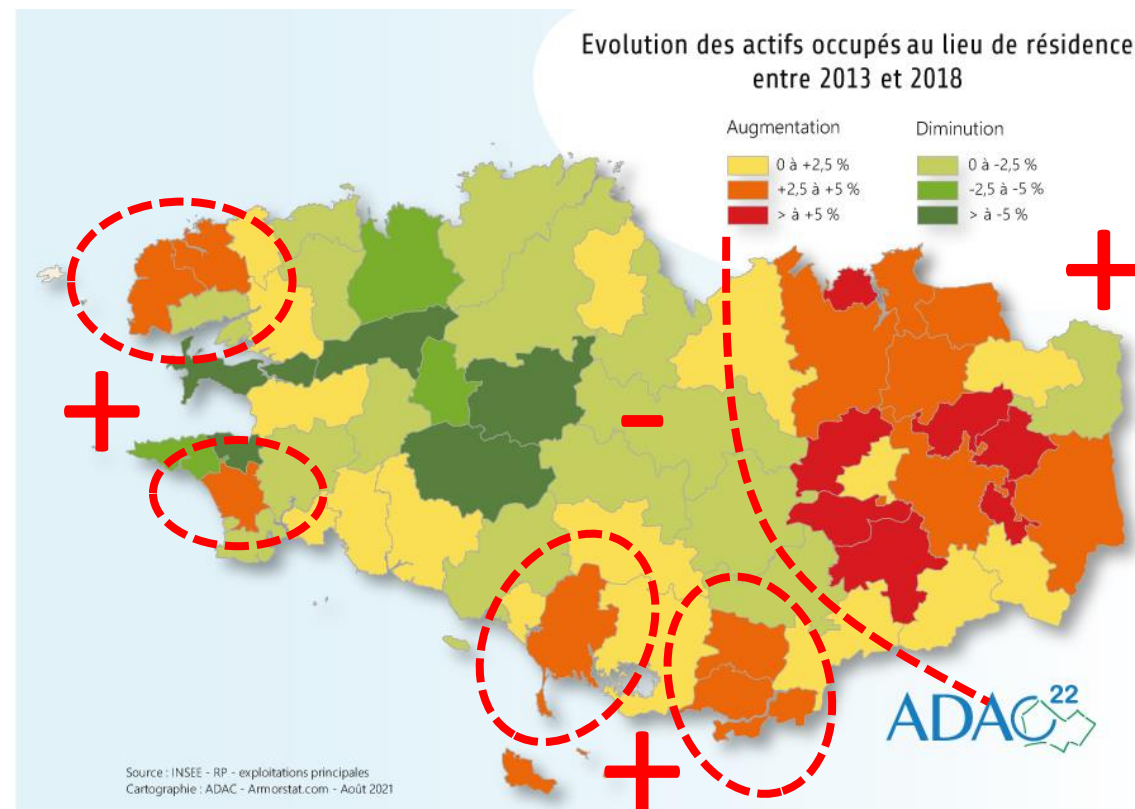 Evolution des actifs occupés au lieu de résidence
entre 2013 et 2018
Augmentation
0 à +2,5 %
+2,5 à +5 %
> à +5 %
Diminution
0 à -2,5 %
-2,5 à -5 %
> à -5 %
+
+
-
+
ADAC 22
Source : INSEE - RP - exploitations principales
Cartographie : ADAC - Armorstat.com - Août 2021